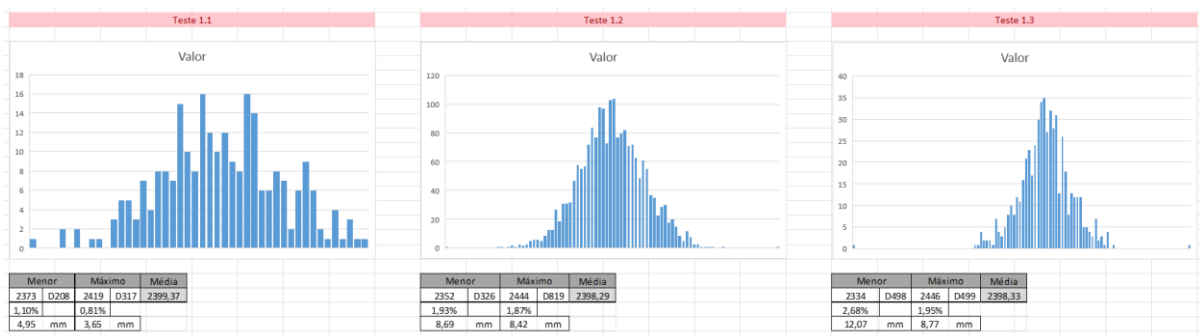 Teste 1.1
Valor
18
16
14
12
10
8
6
4
2
0
Menor Máximo Média
2373 D208 2419 D317 2399,37
1,10% 0,81%
4,95 mm 3,65 mm
Teste 1.2
Valor
120
100
80
60
40
20
0
Menor Máximo Média
2352 D326 2444 D819 2398,29
1,93% 1,87%
8,69 mm 8,42 mm
Teste 1.3
Valor
40
35
30
25
20
15
10
5
0
Menor Máximo Média
2334 D498 2446 D499 2398,33
2,68% 1,95%
12,07 mm 8,77 mm